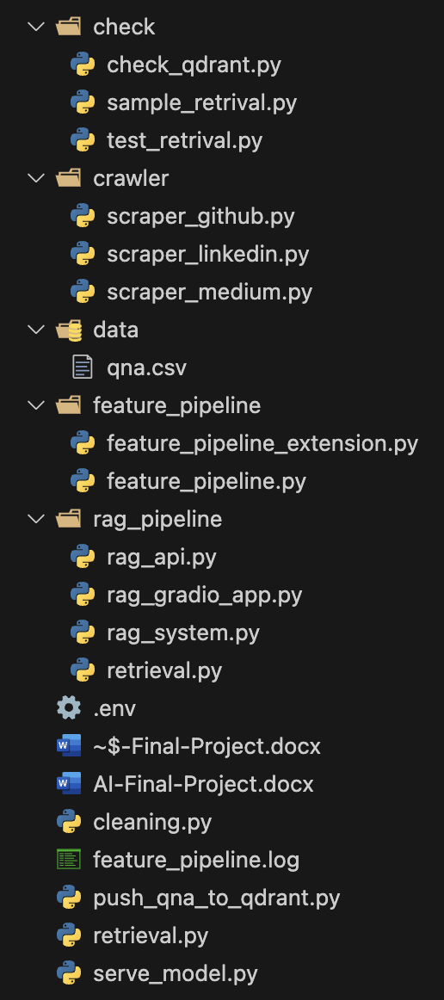 check
check_qdrant.py
sample_retrival.py
test_retrival.py
crawler
scraper_github.py
scraper_linkedin.py
scraper_medium.py
data
qna.csv
feature_pipeline
feature_pipeline_extension.py
feature_pipeline.py
rag_pipeline
rag_api.py
rag_gradio_app.py
rag_system.py
retrieval.py
.env
~$-Final-Project.docx
AI-Final-Project.docx
cleaning.py
feature_pipeline.log
push_qna_to_qdrant.py
retrieval.py
serve_model.py